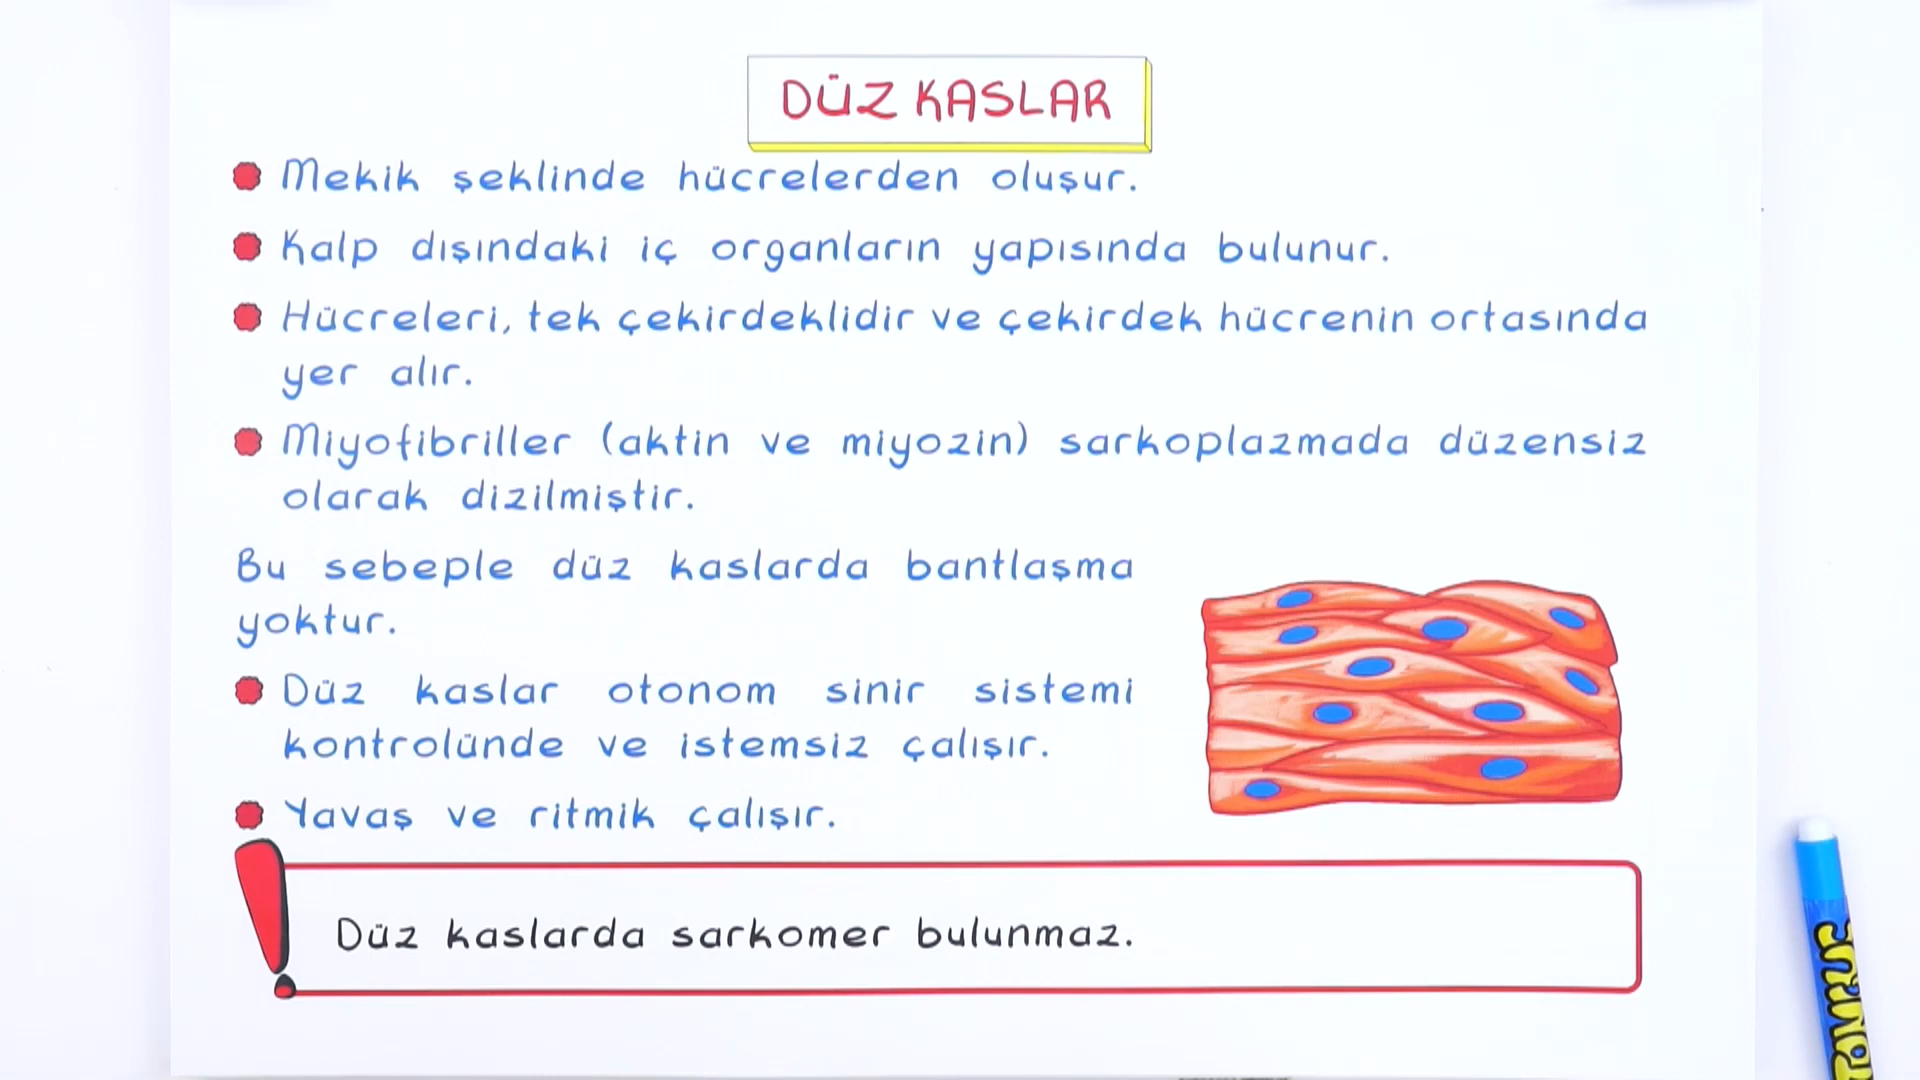 DÜZ KASLAR
Mekik şeklinde hücrelerden oluşur.
Kalp dışındaki iç organların yapısında bulunur.
Hücreleri, tek çekirdeklidir ve çekirdek hücrenin ortasında
yer alır.
Miyofibriller (aktin ve miyozin) sarkoplazmada düzensiz
olarak dizilmiştir.
Bu sebeple düz kaslarda bantlaşma
yoktur.
Düz kaslar otonom sinir sistemi
kontrolünde ve istemsiz çalışır.
Yavaş ve ritmik çalışır.
Düz kaslarda sarkomer bulunmaz.